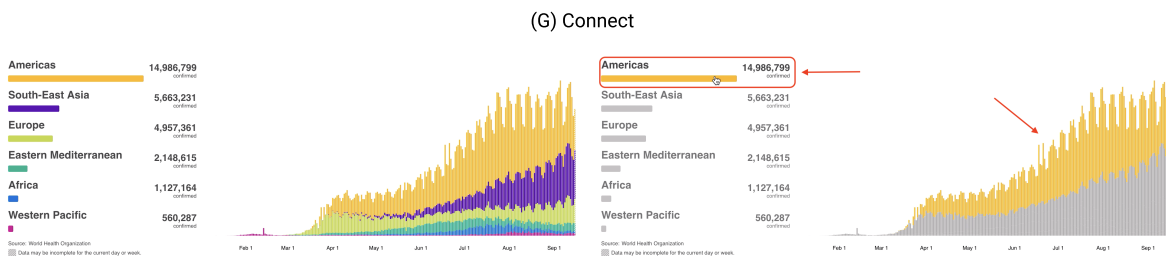 (G) Connect
Americas
14,986,799
confirmed
South-East Asia
5,663,231
confirmed
Europe
4,957,361
confirmed
Eastern Mediterranean
2,148,615
confirmed
Africa
1,127,164
confirmed
Western Pacific
560,287
confirmed
Source: World Health Organization
Data may be incomplete for the current day or week.
Feb 1 Mar 1 Apr 1 May 1 Jun 1 Jul 1 Aug 1 Sep 1
Americas
14,986,799
confirmed
South-East Asia
5,663,231
confirmed
Europe
4,957,361
confirmed
Eastern Mediterranean
2,148,615
confirmed
Africa
1,127,164
confirmed
Western Pacific
560,287
confirmed
Source: World Health Organization
Data may be incomplete for the current day or week.
Feb 1 Mar 1 Apr 1 May 1 Jun 1 Jul 1 Aug 1 Sep 1